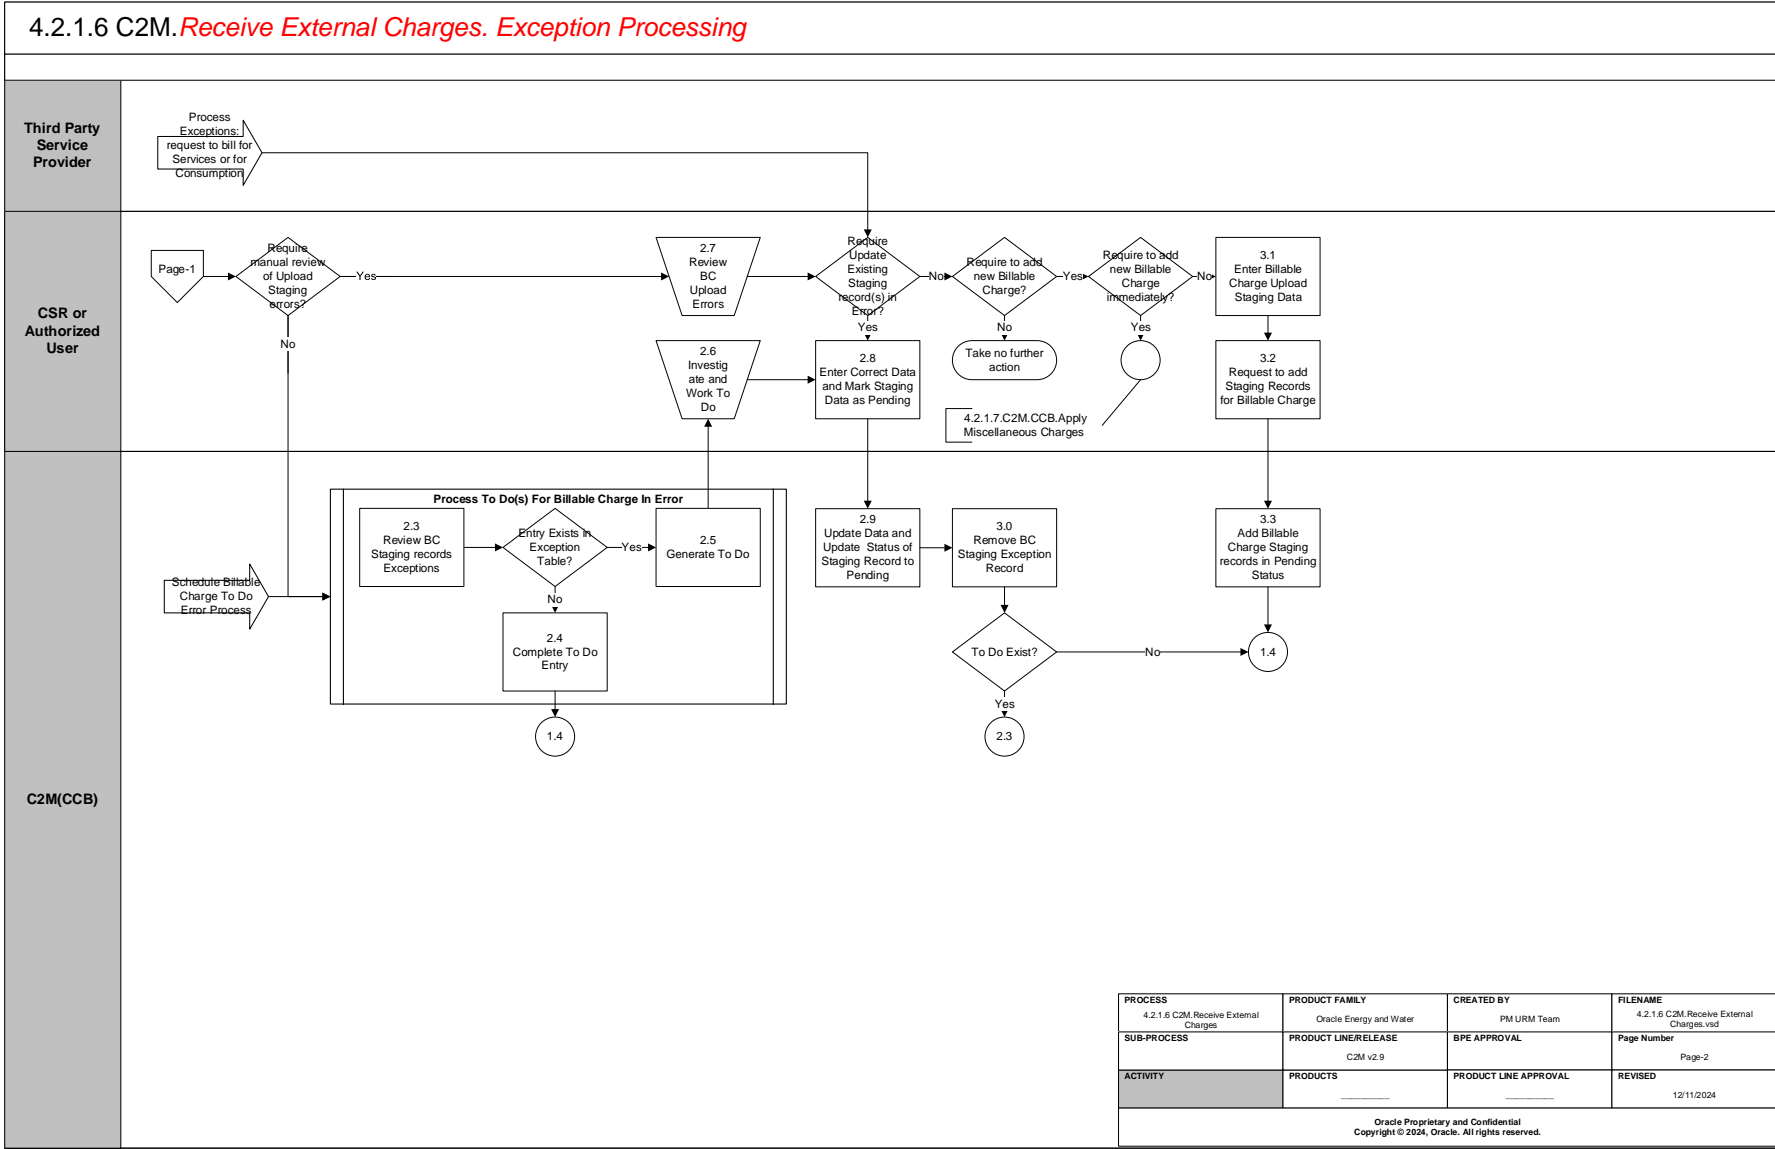 4.2.1.6 C2M.Receive External Charges. Exception Processing
Third Party
Service
Provider
Process
Exceptions:
request to bill for
Services or for
Consumption
CSR or
Authorized
User
Page-1
Require
manual review
of Upload
Staging
errors?
Yes
No
2.7
Review
BC
Upload
Errors
Require
Update
Existing
Staging
record(s) in
Error?
No
Yes
Require to add
new Billable
Charge?
Yes
No
Require to add
new Billable
Charge
immediately?
No
Yes
3.1
Enter Billable
Charge Upload
Staging Data
2.6
Investig
ate and
Work To
Do
2.8
Enter Correct Data
and Mark Staging
Data as Pending
Take no further
action
4.2.1.7.C2M.CCB.Apply
Miscellaneous Charges
3.2
Request to add
Staging Records
for Billable Charge
C2M(CCB)
Schedule Billable
Charge To Do
Error Process
Process To Do(s) For Billable Charge In Error
2.3
Review BC
Staging records
Exceptions
Entry Exists in
Exception
Table?
Yes
No
2.5
Generate To Do
2.4
Complete To Do
Entry
1.4
2.9
Update Data and
Update Status of
Staging Record to
Pending
3.0
Remove BC
Staging Exception
Record
To Do Exist?
No
Yes
2.3
3.3
Add Billable
Charge Staging
records in Pending
Status
1.4
PROCESS
4.2.1.6 C2M.Receive External
Charges
PRODUCT FAMILY
Oracle Energy and Water
CREATED BY
PM URM Team
FILENAME
4.2.1.6 C2M.Receive External
Charges.vsd
SUB-PROCESS
PRODUCT LINE/RELEASE
C2M v2.9
BPE APPROVAL
Page Number
Page-2
ACTIVITY
PRODUCTS
PRODUCT LINE APPROVAL
REVISED
12/11/2024
Oracle Proprietary and Confidential
Copyright © 2024, Oracle. All rights reserved.